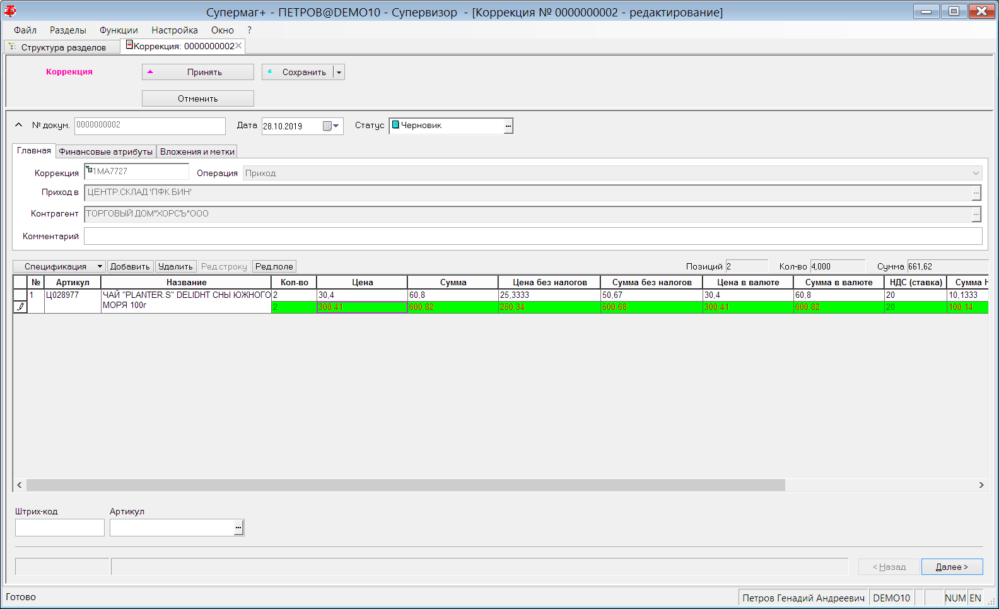 Супермаг+ - ПЕТРОВ@DEMO10 - Супервизор - [Коррекция № 0000000002 - редактирование]
Файл Разделы Функции Настройка Окно ?
Структура разделов Коррекция: 0000000002
Коррекция Принять Сохранить
Отменить
№ докум. 0000000002 Дата 28.10.2019 Статус Черновик ...
Главная Финансовые атрибуты Вложения и метки
Коррекция 1МА7727 Операция Приход
Приход в ЦЕНТР.СКЛАД 'ПФК БИН' ...
Контрагент ТОРГОВЫЙ ДОМ"ХОРСЪ"ООО ...
Комментарий
Спецификация Добавить Удалить Ред.строку Ред.поле Позиций 2 Кол-во 4,000 Сумма 661,62
№ Артикул Название Кол-во Цена Сумма Цена без налогов Сумма без налогов Цена в валюте Сумма в валюте НДС (ставка) Сумма Н
1 Ц028977 ЧАЙ "PLANTER.S" DELIDHT СНЫ ЮЖНОГО 2 30,4 60,8 25,3333 50,67 30,4 60,8 20 10,1333
МОРЯ 100г 2 300,41 600,82 250,34 500,68 300,41 600,82 20 100,14
Штрих-код Артикул
...
< Назад Далее >
Готово Петров Генадий Андреевич DEMO10 NUM EN